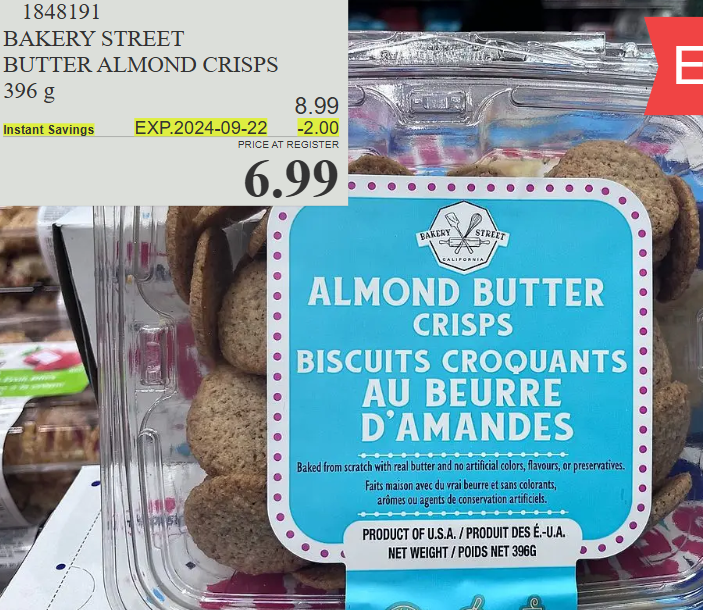 1848191
BAKERY STREET
BUTTER ALMOND CRISPS
396 g
8.99
Instant Savings EXP.2024-09-22 -2.00
PRICE AT REGISTER
6.99
E
BAKERY STREET
CALIFORNIA
ALMOND BUTTER
CRISPS
BISCUITS CROQUANTS
AU BEURRE
D'AMANDES
Baked from scratch with real butter and no artificial colors, flavours, or preservatives.
Faits maison avec du vrai beurre et sans colorants,
arômes ou agents de conservation artificiels.
PRODUCT OF U.S.A. / PRODUIT DES É.-U.A.
NET WEIGHT / POIDS NET 396G